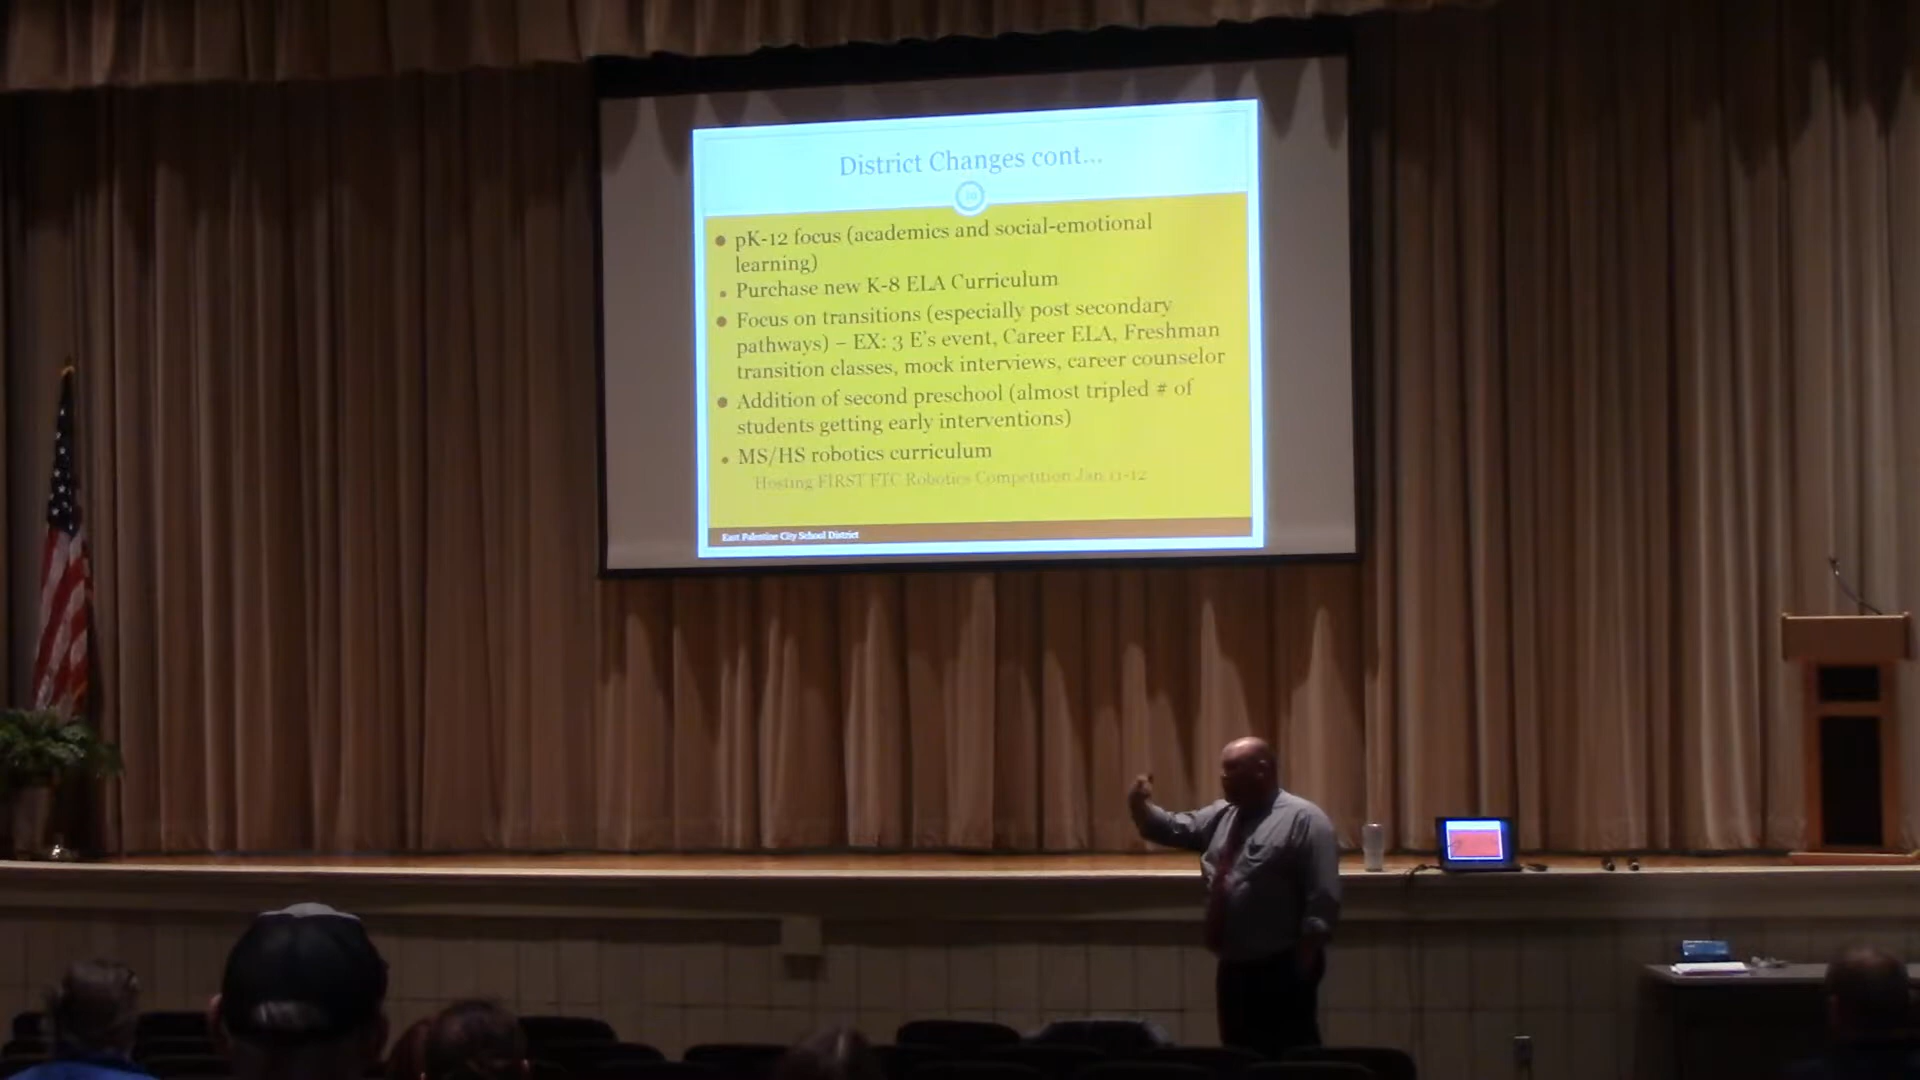 District Changes cont...
pK-12 focus (academics and social-emotional
learning)
Purchase new K-8 ELA Curriculum
Focus on transitions (especially post secondary
pathways) – EX: 3 E's event, Career ELA, Freshman
transition classes, mock interviews, career counselor
Addition of second preschool (almost tripled # of
students getting early interventions)
MS/HS robotics curriculum
Hosting FIRST FTC Robotics Competition Jan 11-12
East Palestine City School District